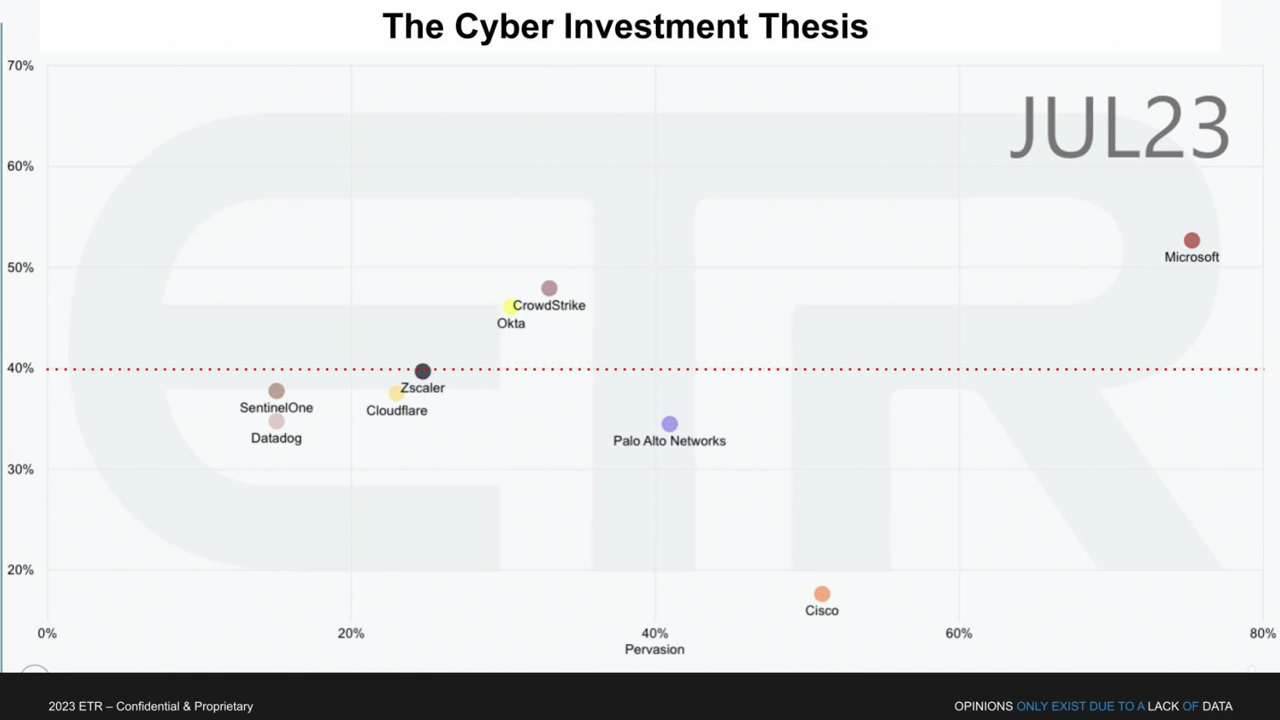 The Cyber Investment Thesis
70%
JUL23
60%
Microsoft
50%
CrowdStrike
Okta
40%
Zscaler
SentinelOne
Cloudflare
Datadog
Palo Alto Networks
30%
20%
Cisco
0%
20%
40%
60%
80%
Pervasion
2023 ETR – Confidential & Proprietary
OPINIONS ONLY EXIST DUE TO A LACK OF DATA
ETR